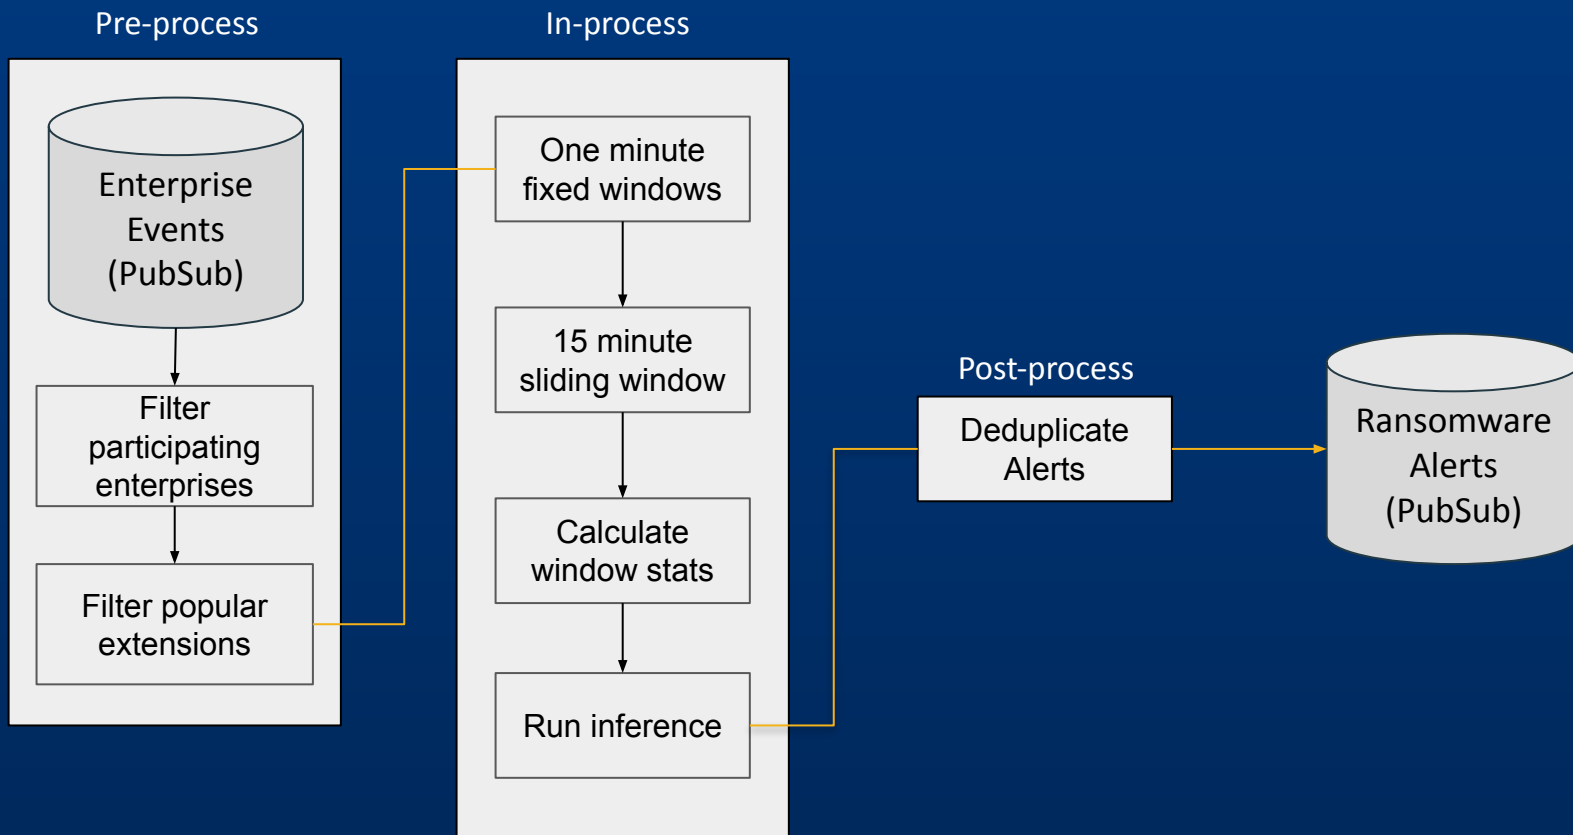 Pre-process
Enterprise
Events
(PubSub)
Filter
participating
enterprises
Filter popular
extensions
In-process
One minute
fixed windows
15 minute
sliding window
Calculate
window stats
Run inference
Post-process
Deduplicate
Alerts
Ransomware
Alerts
(PubSub)